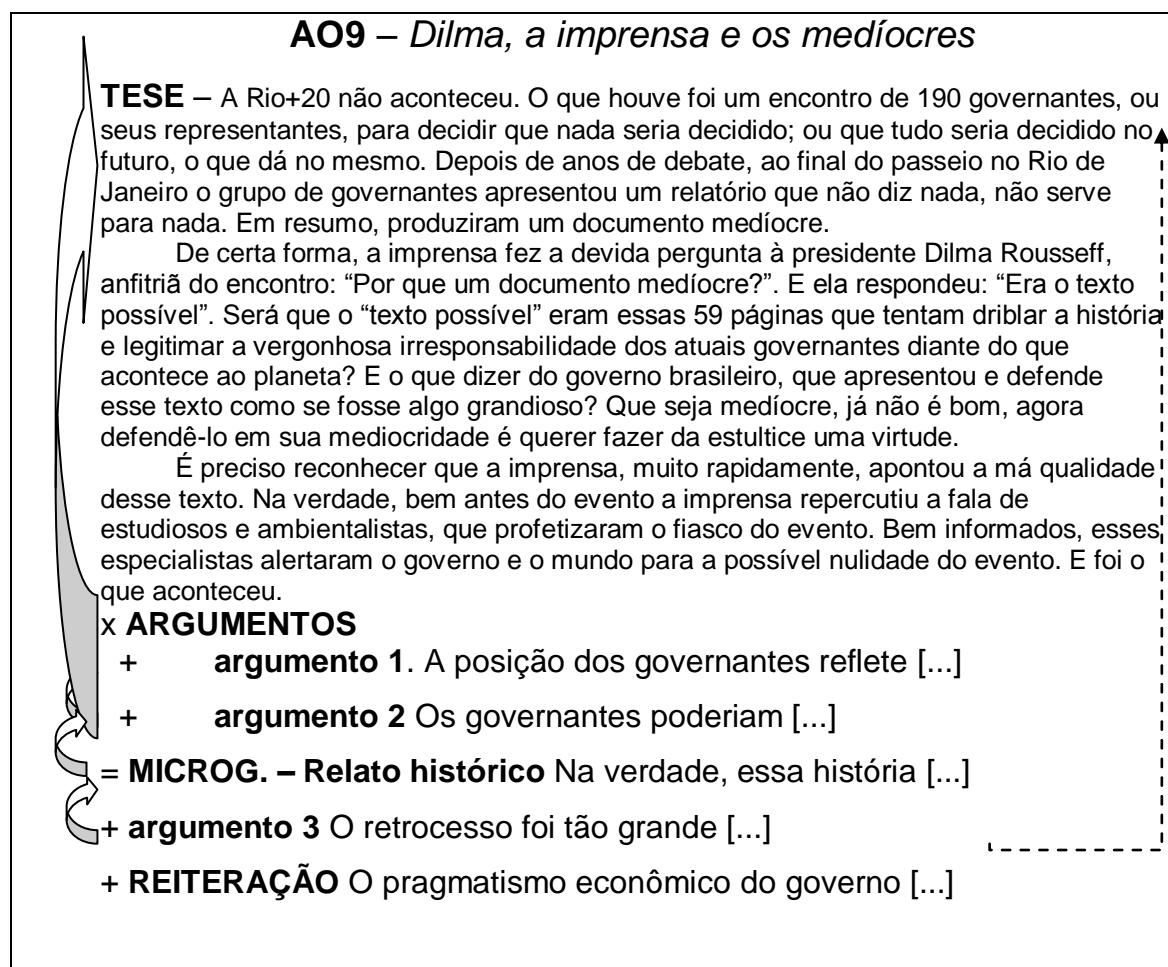 AO9 – Dilma, a imprensa e os medíocres
TESE – A Rio+20 não aconteceu. O que houve foi um encontro de 190 governantes, ou
seus representantes, para decidir que nada seria decidido; ou que tudo seria decidido no
futuro, o que dá no mesmo. Depois de anos de debate, ao final do passeio no Rio de
Janeiro o grupo de governantes apresentou um relatório que não diz nada, não serve
para nada. Em resumo, produziram um documento medíocre.
De certa forma, a imprensa fez a devida pergunta à presidente Dilma Rousseff,
anfitriã do encontro: “Por que um documento medíocre?”. E ela respondeu: “Era o texto
possível”. Será que o “texto possível” eram essas 59 páginas que tentam driblar a história
e legitimar a vergonhosa irresponsabilidade dos atuais governantes diante do que
acontece ao planeta? E o que dizer do governo brasileiro, que apresentou e defende
esse texto como se fosse algo grandioso? Que seja medíocre, já não é bom, agora
defendê-lo em sua mediocridade é querer fazer da estultice uma virtude.
É preciso reconhecer que a imprensa, muito rapidamente, apontou a má qualidade
desse texto. Na verdade, bem antes do evento a imprensa repercutiu a fala de
estudiosos e ambientalistas, que profetizaram o fiasco do evento. Bem informados, esses
especialistas alertaram o governo e o mundo para a possível nulidade do evento. E foi o
que aconteceu.
x ARGUMENTOS
+ argumento 1. A posição dos governantes reflete [...]
+ argumento 2 Os governantes poderiam [...]
= MICROG. – Relato histórico Na verdade, essa história [...]
+ argumento 3 O retrocesso foi tão grande [...]
+ REITERAÇÃO O pragmatismo econômico do governo [...]